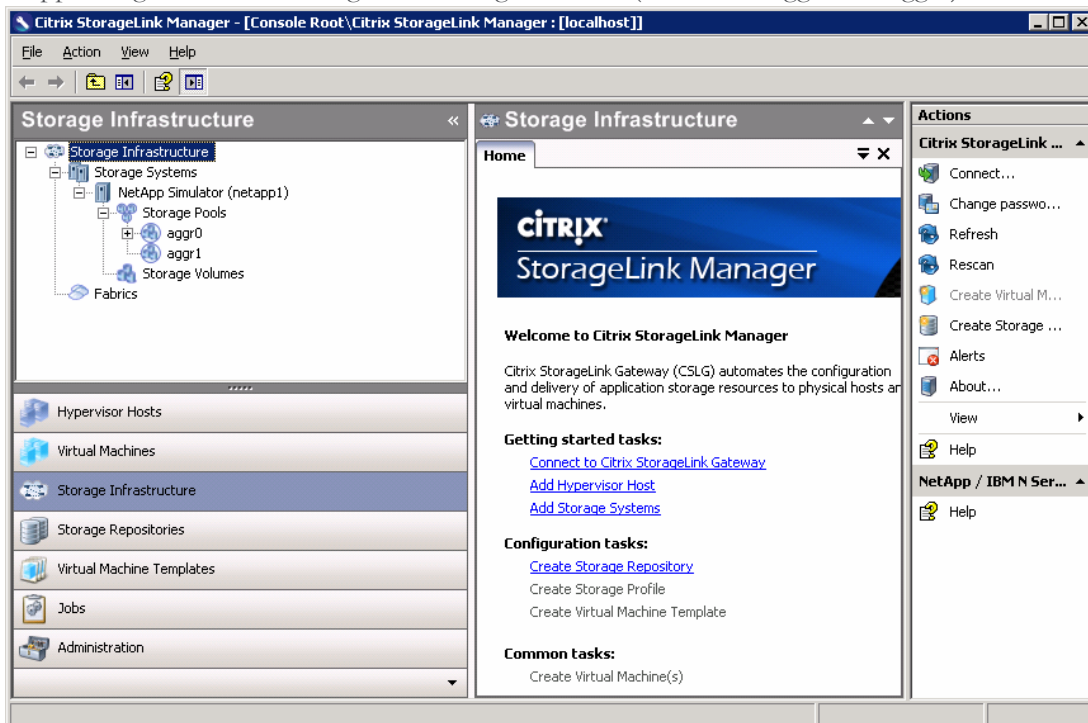 Citrix StorageLink Manager - [Console Root\Citrix StorageLink Manager : [localhost]]
File Action View Help
Storage Infrastructure
Storage Infrastructure
Storage Systems
NetApp Simulator (netapp1)
Storage Pools
aggr0
aggr1
Storage Volumes
Fabrics
Hypervisor Hosts
Virtual Machines
Storage Infrastructure
Storage Repositories
Virtual Machine Templates
Jobs
Administration
Storage Infrastructure
Home
CITRIX
StorageLink Manager
Welcome to Citrix StorageLink Manager
Citrix StorageLink Gateway (CSLG) automates the configuration
and delivery of application storage resources to physical hosts ar
virtual machines.
Getting started tasks:
Connect to Citrix StorageLink Gateway
Add Hypervisor Host
Add Storage Systems
Configuration tasks:
Create Storage Repository
Create Storage Profile
Create Virtual Machine Template
Common tasks:
Create Virtual Machine(s)
Actions
Citrix StorageLink ...
Connect...
Change passwo...
Refresh
Rescan
Create Virtual M...
Create Storage ...
Alerts
About...
View
Help
NetApp / IBM N Ser...
Help